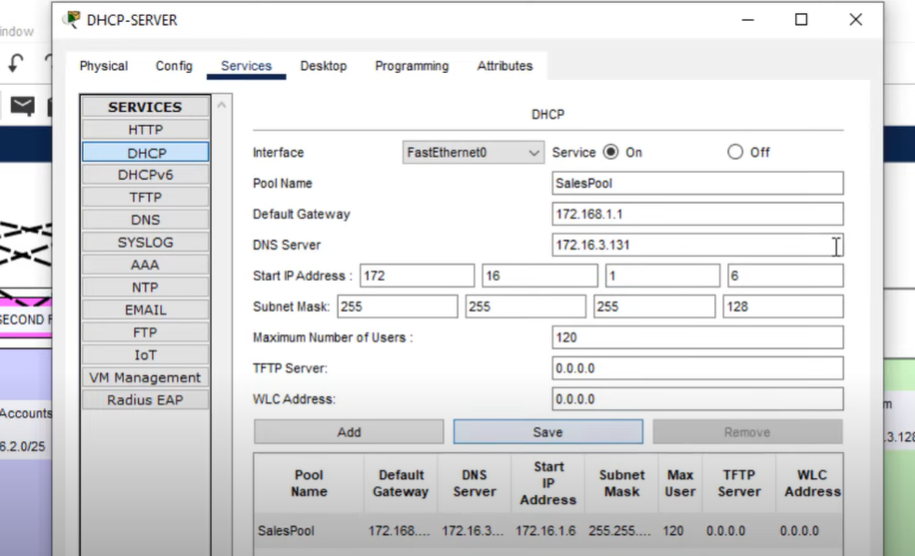 DHCP-SERVER
indow
Physical Config Services Desktop Programming Attributes
SERVICES
HTTP
DHCP
DHCPv6
TFTP
DNS
SYSLOG
AAA
NTP
EMAIL
FTP
IoT
VM Management
Radius EAP
DHCP
Interface FastEthernet0 Service On Off
Pool Name SalesPool
Default Gateway 172.168.1.1
DNS Server 172.16.3.131
Start IP Address : 172 16 1 6
Subnet Mask: 255 255 255 128
Maximum Number of Users : 120
TFTP Server: 0.0.0.0
WLC Address: 0.0.0.0
Add Save Remove
Pool Name Default Gateway DNS Server Start IP Address Subnet Mask Max User TFTP Server WLC Address
SalesPool 172.168.... 172.16.3... 172.16.1.6 255.255.... 120 0.0.0.0 0.0.0.0
SECOND F
Accounts
6.2.0/25
m
.3.128